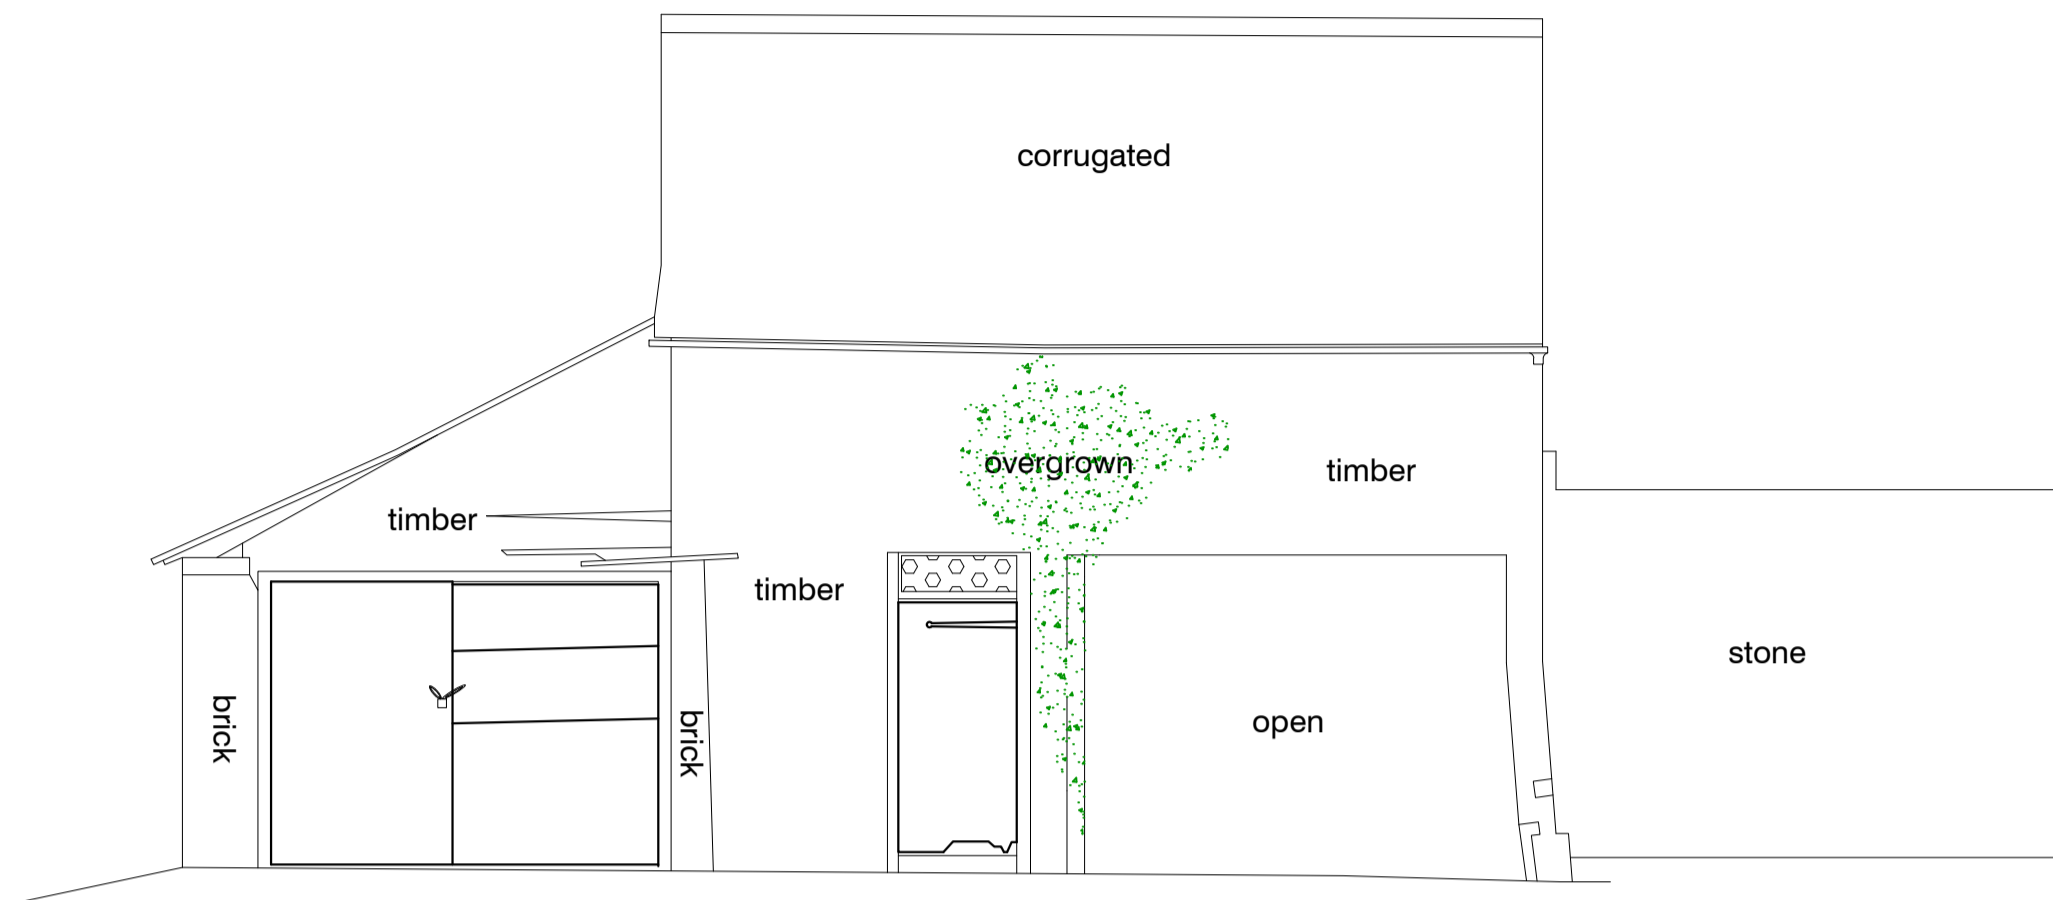 corrugated
overgrown
timber
timber
timber
stone
brick
brick
open